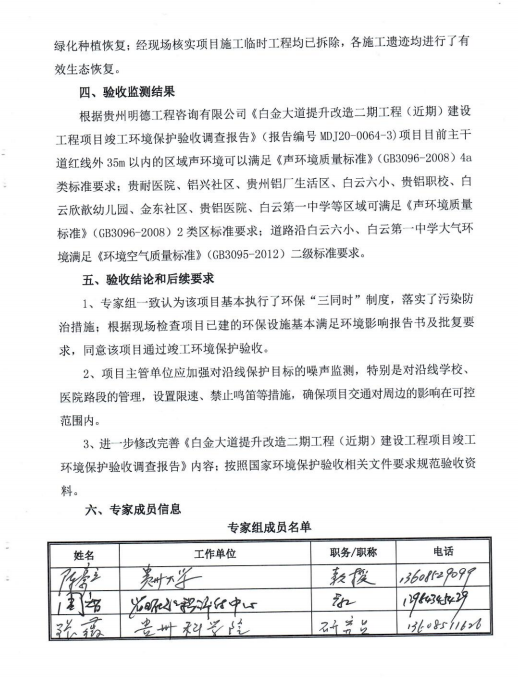 绿化种植恢复；经现场核实项目施工临时工程均已拆除，各施工遗迹均进行了有
效生态恢复。
四、验收监测结果
根据贵州明德工程咨询有限公司《白金大道提升改造二期工程（近期）建设
工程项目竣工环境保护验收调查报告》（报告编号 MDJ20-0064-3)项目目前主干
道红线外 35m 以内的区域声环境可以满足《声环境质量标准》（GB3096-2008）4a
类标准要求；贵耐医院、铝兴社区、贵州铝厂生活区、白云六小、贵铝职校、白
云欣歆幼儿园、金东社区、贵铝医院、白云第一中学等区域可满足《声环境质量
标准》（GB3096-2008）2 类区标准要求；道路沿白云六小、白云第一中学大气环
境满足《环境空气质量标准》（GB3095-2012）二级标准要求。
五、验收结论和后续要求
1、专家组一致认为该项目基本执行了环保“三同时”制度，落实了污染防
治措施；根据现场检查项目已建的环保设施基本满足环境影响报告书及批复要
求，同意该项目通过竣工环境保护验收。
2、项目主管单位应加强对沿线保护目标的噪声监测，特别是对沿线学校、
医院路段的管理，设置限速、禁止鸣笛等措施，确保项目交通对周边的影响在可控
范围内。
3、进一步修改完善《白金大道提升改造二期工程（近期）建设工程项目竣工
环境保护验收调查报告》内容；按照国家环境保护验收相关文件要求规范验收资
料。
六、专家成员信息
专家组成员名单
姓名 工作单位 职务/职称 电话
贵州大学 教授 13608529099
张薇 贵州科学院 研究员